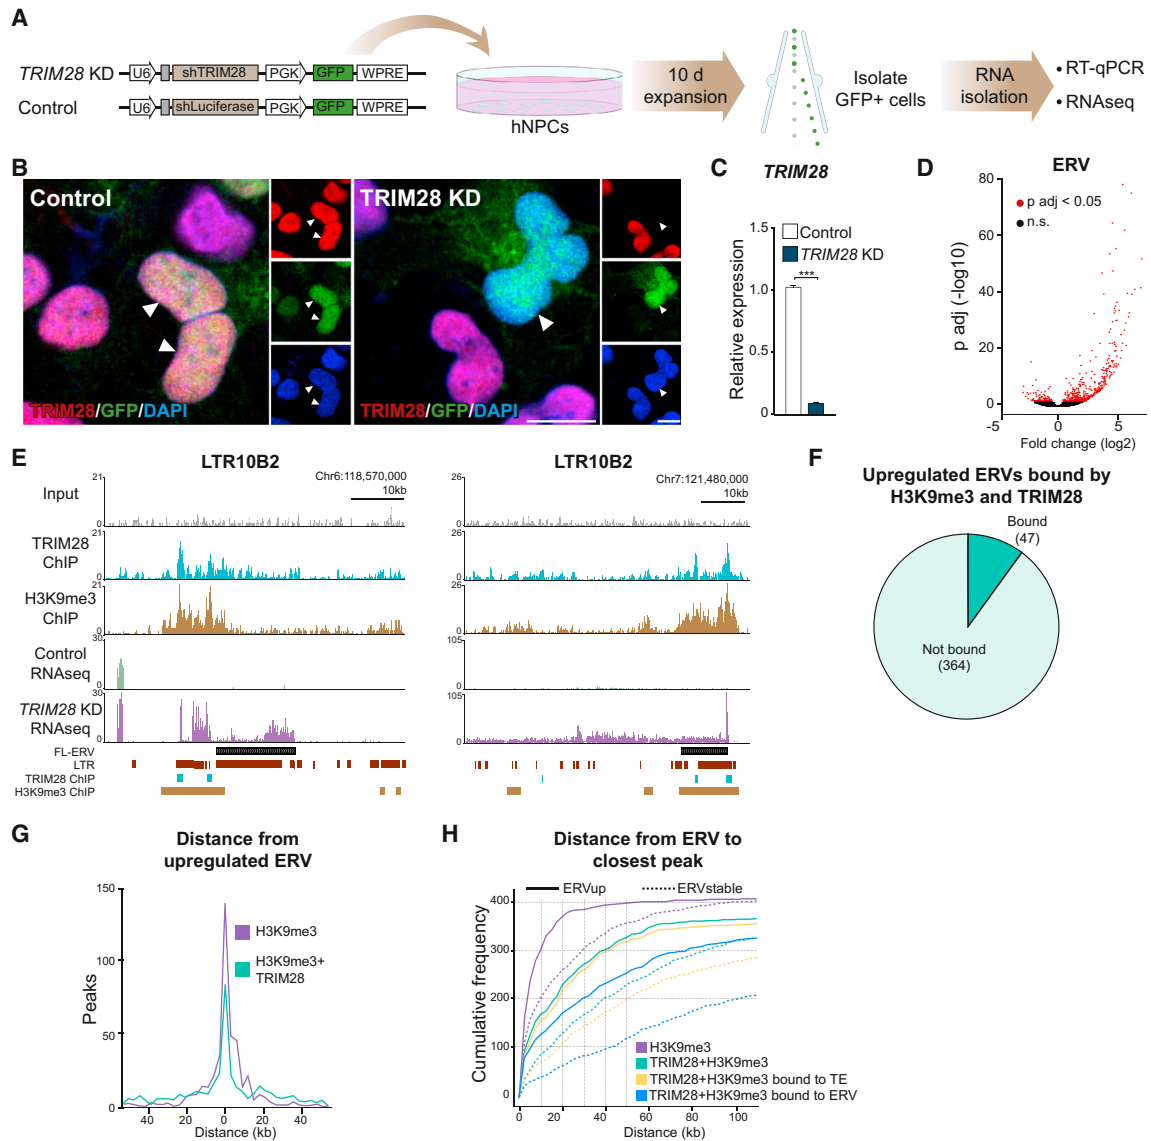 A
TRIM28 KD
U6
shTRIM28
PGK
GFP
WPRE
Control
U6
shLuciferase
PGK
GFP
WPRE
hNPCs
10 d
expansion
Isolate
GFP+ cells
RNA
isolation
• RT-qPCR
• RNAseq
B
Control
TRIM28/GFP/DAPI
TRIM28 KD
TRIM28/GFP/DAPI
C
TRIM28
Control
TRIM28 KD
***
Relative expression
1.5
1.0
0.5
0
D
ERV
p adj < 0.05
n.s.
p adj (-log10)
80
60
40
20
0
-5
0
5
Fold change (log2)
E
LTR10B2
Chr6:118,570,000
10kb
LTR10B2
Chr7:121,480,000
10kb
Input
21
0
26
0
TRIM28
ChIP
21
0
26
0
H3K9me3
ChIP
21
0
26
0
Control
RNAseq
30
0
105
0
TRIM28 KD
RNAseq
30
0
105
0
FL-ERV
LTR
TRIM28 ChIP
H3K9me3 ChIP
F
Upregulated ERVs bound by
H3K9me3 and TRIM28
Bound
(47)
Not bound
(364)
G
Distance from
upregulated ERV
Peaks
150
100
50
0
H3K9me3
H3K9me3+
TRIM28
40
20
0
20
40
Distance (kb)
H
Distance from ERV to
closest peak
ERVup
ERVstable
Cumulative frequency
400
300
200
100
0
H3K9me3
TRIM28+H3K9me3
TRIM28+H3K9me3 bound to TE
TRIM28+H3K9me3 bound to ERV
0
20
40
60
80
100
Distance (kb)